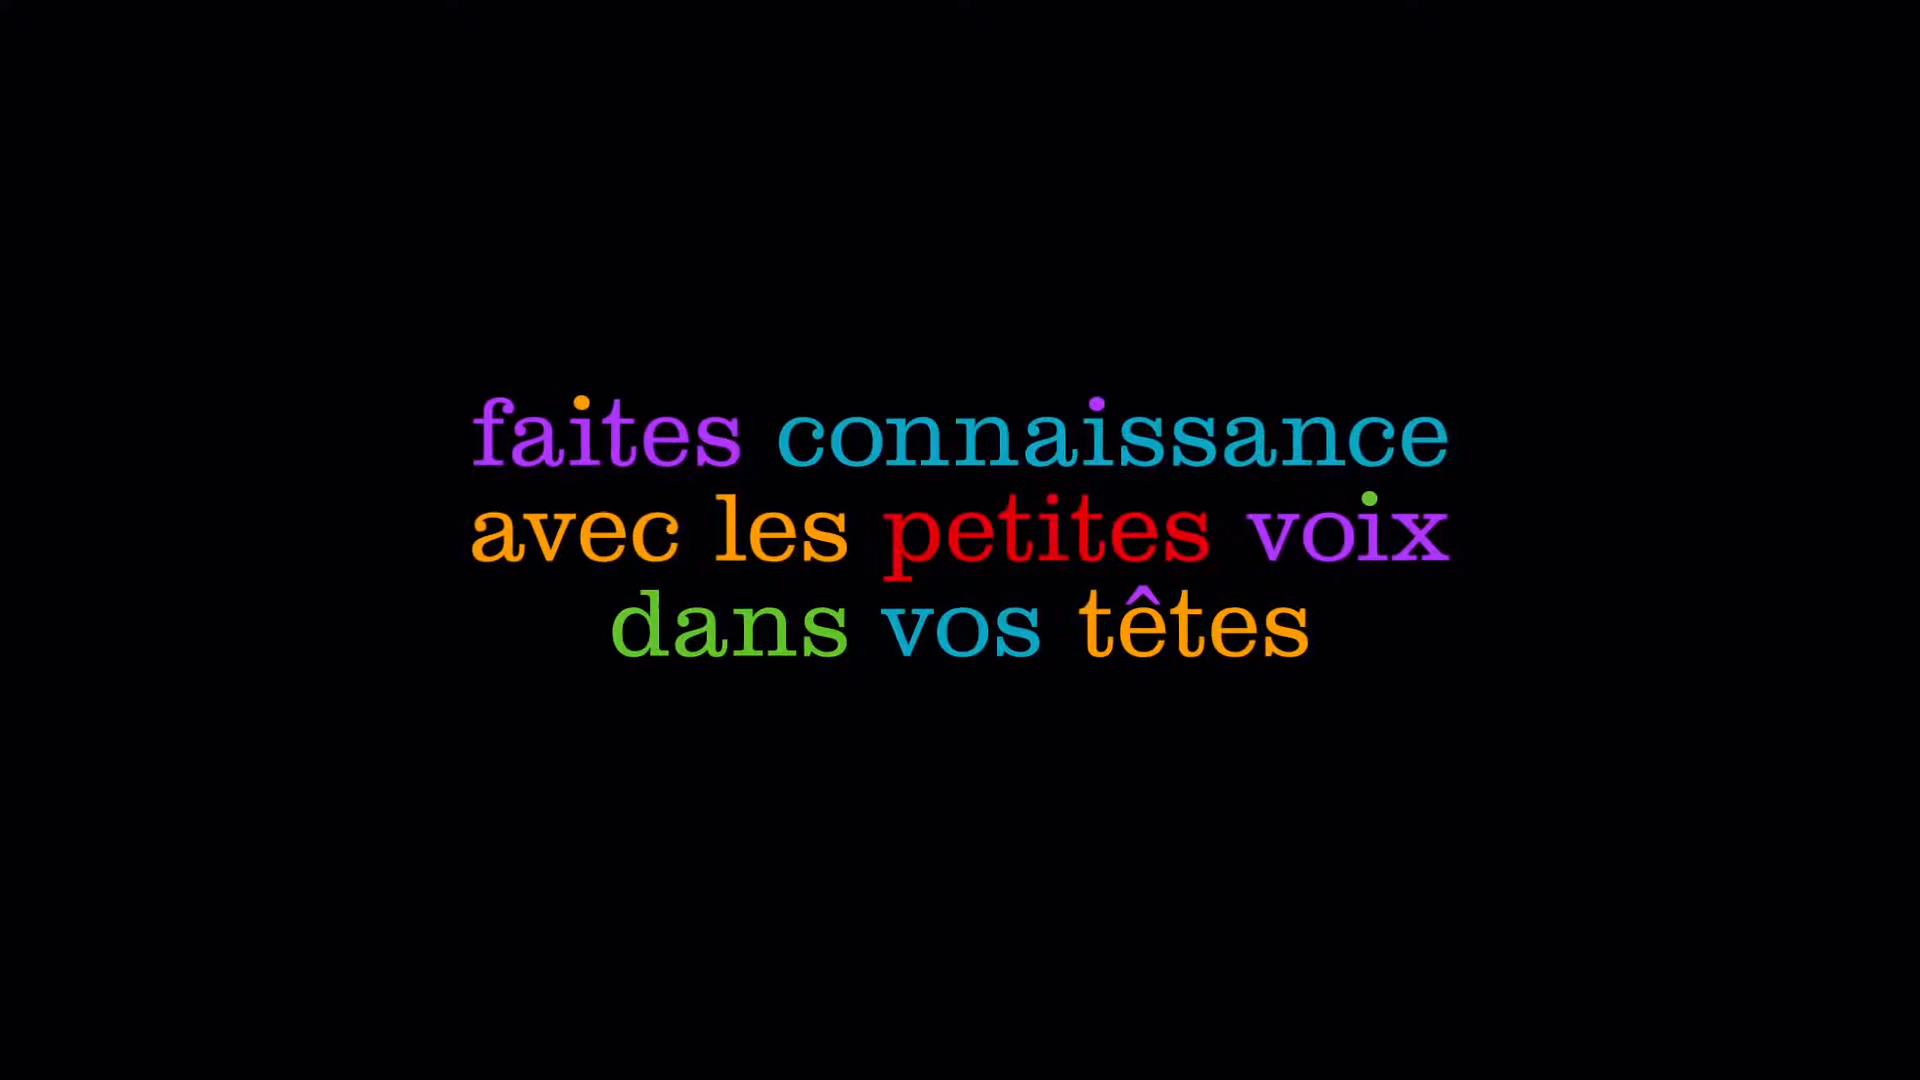 faites connaissance
avec les petites voix
dans vos têtes